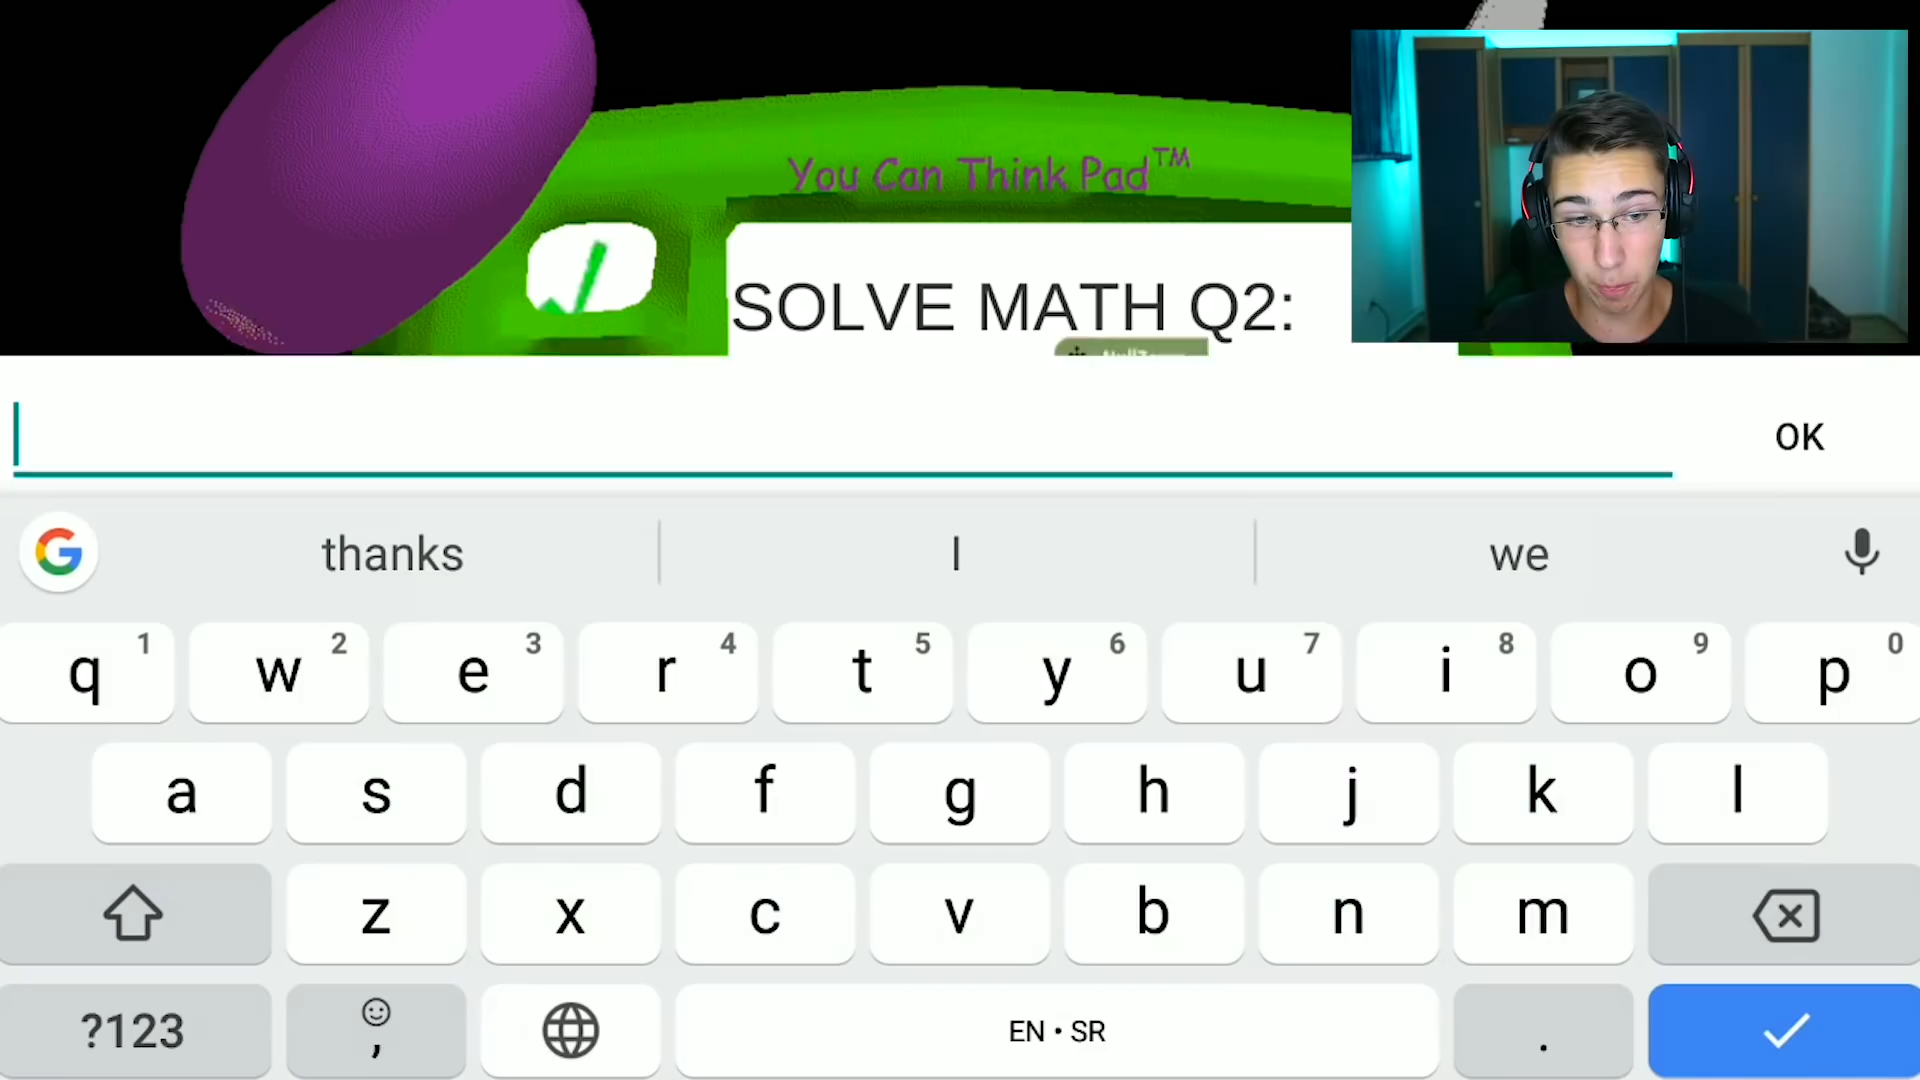 You Can Think Pad™
SOLVE MATH Q2:
OK
thanks I we
q 1 w 2 e 3 r 4 t 5 y 6 u 7 i 8 o 9 p 0
a s d f g h j k l
z x c v b n m
?123 , EN • SR .